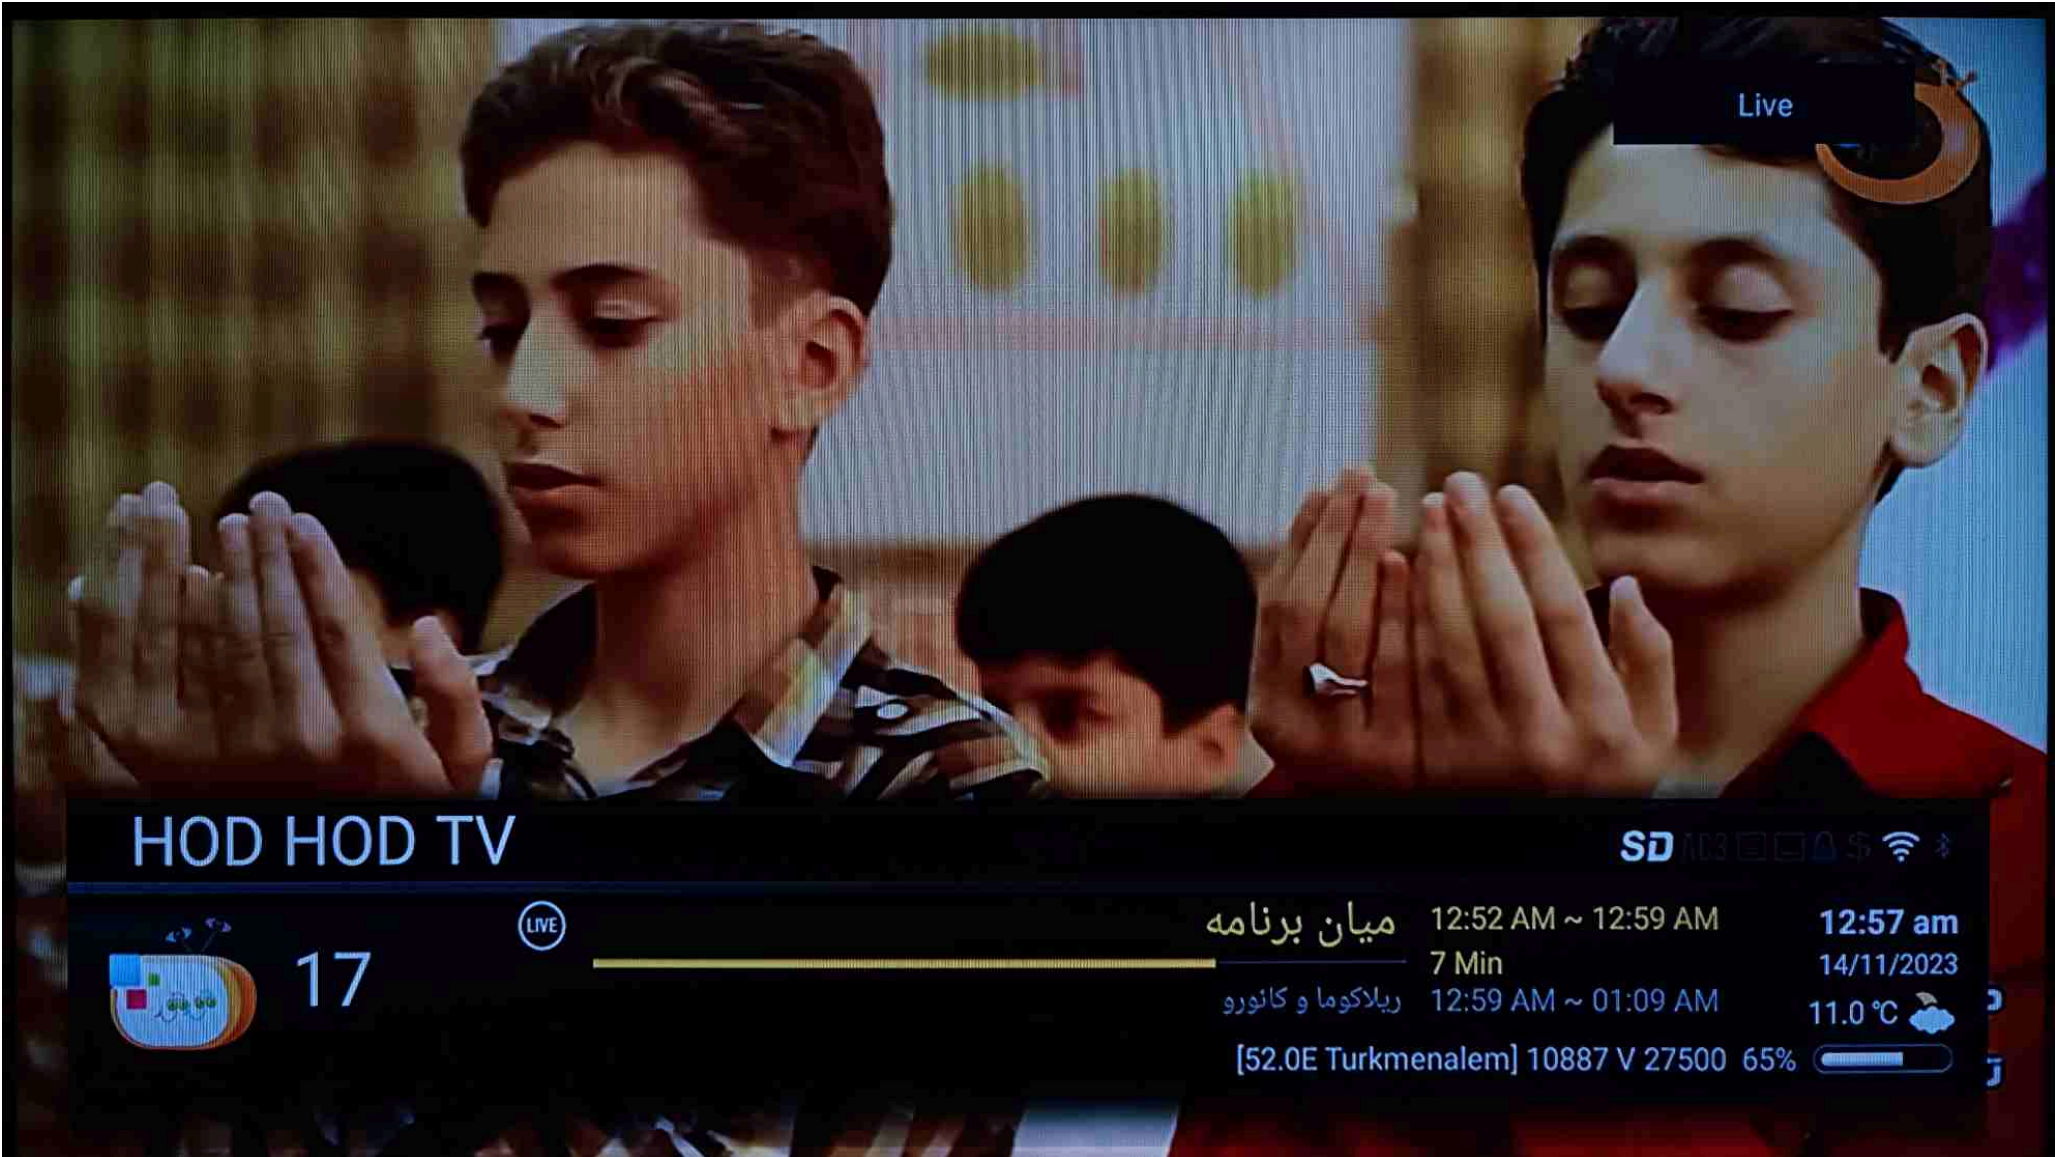 Live
HOD HOD TV
SD AC3 $
17
LIVE
میان برنامه 12:52 AM ~ 12:59 AM
7 Min
ریلاکوما و کائورو 12:59 AM ~ 01:09 AM
12:57 am
14/11/2023
11.0 °C
[52.0E Turkmenalem] 10887 V 27500 65%